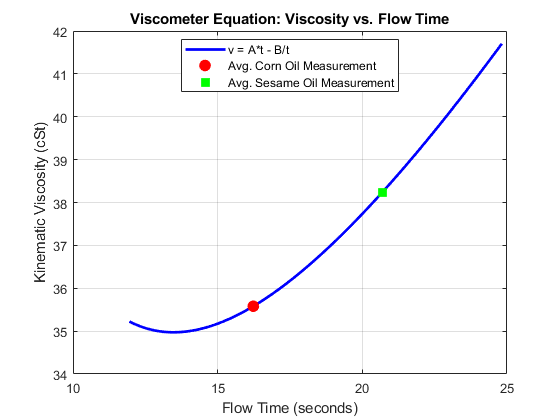 Viscometer Equation: Viscosity vs. Flow Time
v = A*t - B/t
Avg. Corn Oil Measurement
Avg. Sesame Oil Measurement
Kinematic Viscosity (cSt)
42
41
40
39
38
37
36
35
34
10
15
20
25
Flow Time (seconds)